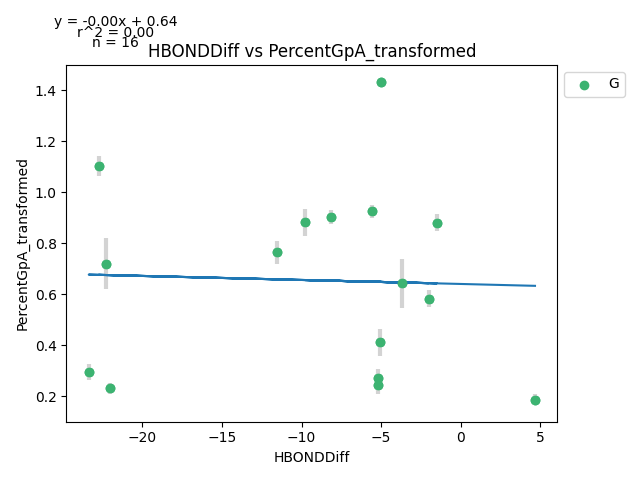 y = -0.00x + 0.64
r^2 = 0.00
n = 16
HBONDDiff vs PercentGpA_transformed
G
1.4
1.2
1.0
0.8
0.6
0.4
0.2
PercentGpA_transformed
−20
−15
−10
−5
0
5
HBONDDiff